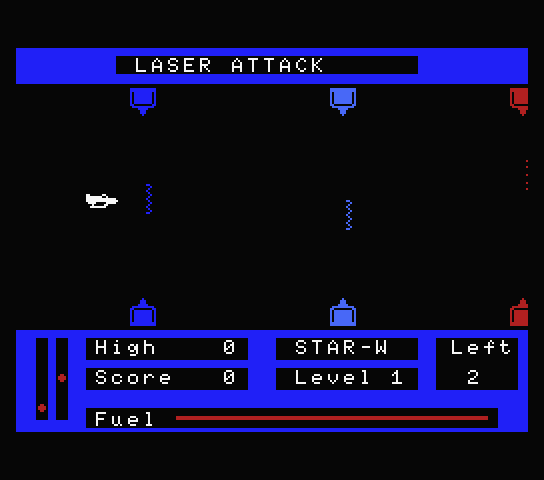 LASER ATTACK
High 0 STAR-W Left
Score 0 Level 1 2
Fuel